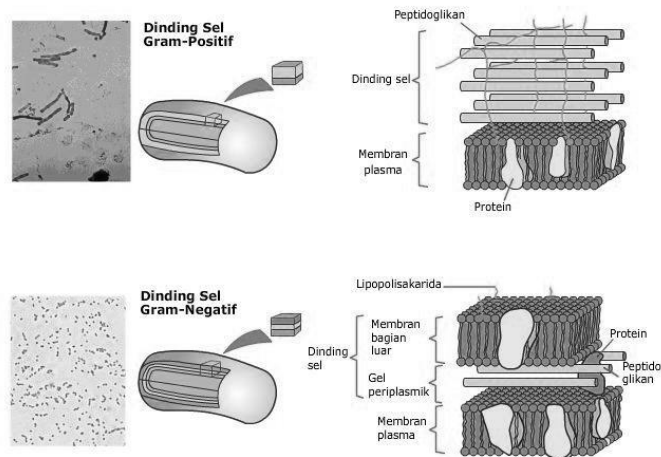 Dinding Sel
Gram-Positif
Peptidoglikan
Dinding sel
Membran
plasma
Protein
Dinding Sel
Gram-Negatif
Lipopolisakarida
Membran
bagian
luar
Dinding
sel
Gel
periplasmik
Membran
plasma
Protein
Peptido
glikan